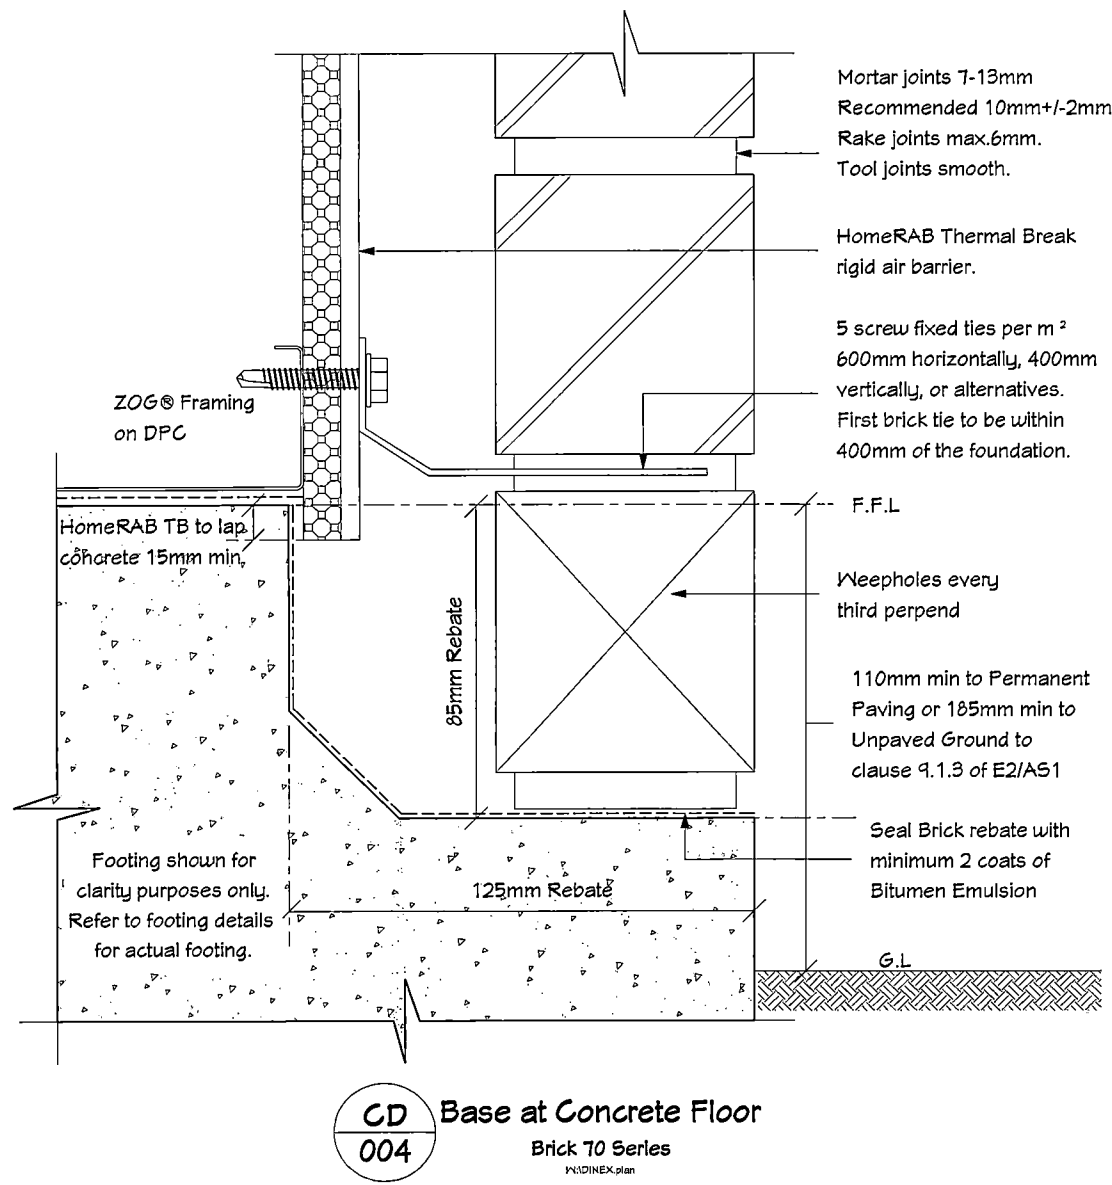 Mortar joints 7-13mm
Recommended 10mm+/-2mm
Rake joints max.6mm.
Tool joints smooth.
HomeRAB Thermal Break
rigid air barrier.
5 screw fixed ties per m ²
600mm horizontally, 400mm
vertically, or alternatives.
First brick tie to be within
400mm of the foundation.
ZOG® Framing
on DPC
F.F.L
HomeRAB TB to lap
concrete 15mm min.
Weepholes every
third perpend
85mm Rebate
110mm min to Permanent
Paving or 185mm min to
Unpaved Ground to
clause 9.1.3 of E2/AS1
Seal Brick rebate with
minimum 2 coats of
Bitumen Emulsion
Footing shown for
clarity purposes only.
Refer to footing details
for actual footing.
125mm Rebate
G.L
CD
004
Base at Concrete Floor
Brick 70 Series
W:\DINEX.plan